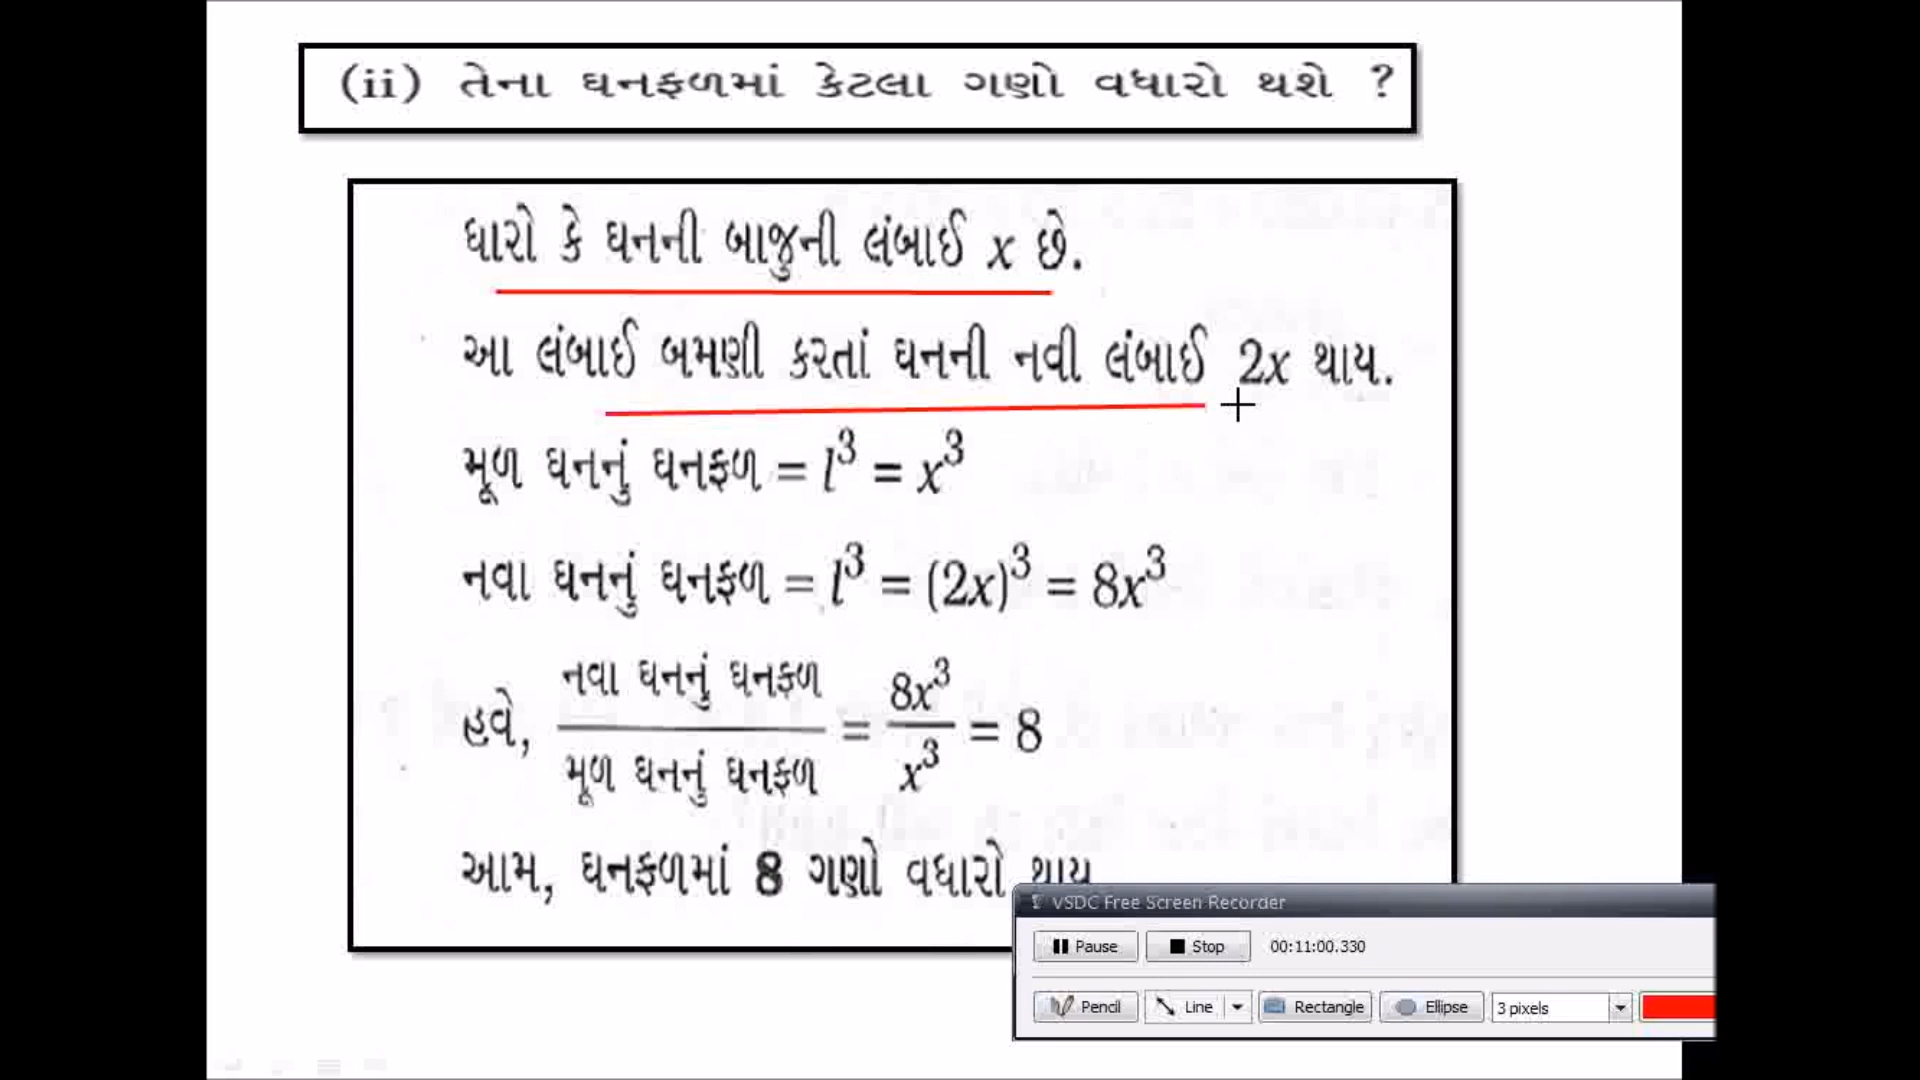 (ii) તેના ઘનફળમાં કેટલા ગણો વધારો થશે ?
ધારો કે ઘનની બાજુની લંબાઈ x છે.
આ લંબાઈ બમણી કરતાં ઘનની નવી લંબાઈ 2x થાય.
મૂળ ઘનનું ઘનફળ = l³ = x³
નવા ઘનનું ઘનફળ = l³ = (2x)³ = 8x³
હવે, નવા ઘનનું ઘનફળ / મૂળ ઘનનું ઘનફળ = 8x³ / x³ = 8
આમ, ઘનફળમાં 8 ગણો વધારો થાય
VSDC Free Screen Recorder
Pause Stop 00:11:00.330
Pencil Line Rectangle Ellipse 3 pixels